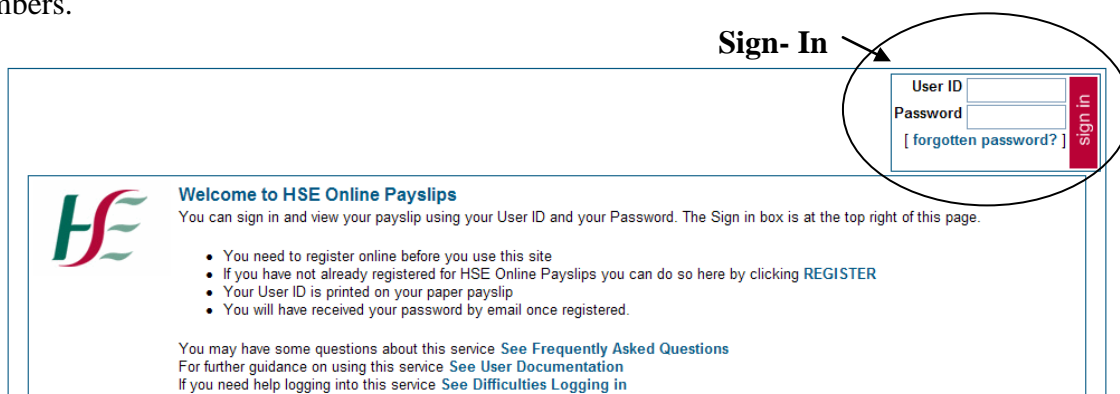 Sign- In
User ID
Password
sign in
[ forgotten password? ]
HSE
Welcome to HSE Online Payslips
You can sign in and view your payslip using your User ID and your Password. The Sign in box is at the top right of this page.
• You need to register online before you use this site
• If you have not already registered for HSE Online Payslips you can do so here by clicking REGISTER
• Your User ID is printed on your paper payslip
• You will have received your password by email once registered.
You may have some questions about this service See Frequently Asked Questions
For further guidance on using this service See User Documentation
If you need help logging into this service See Difficulties Logging in